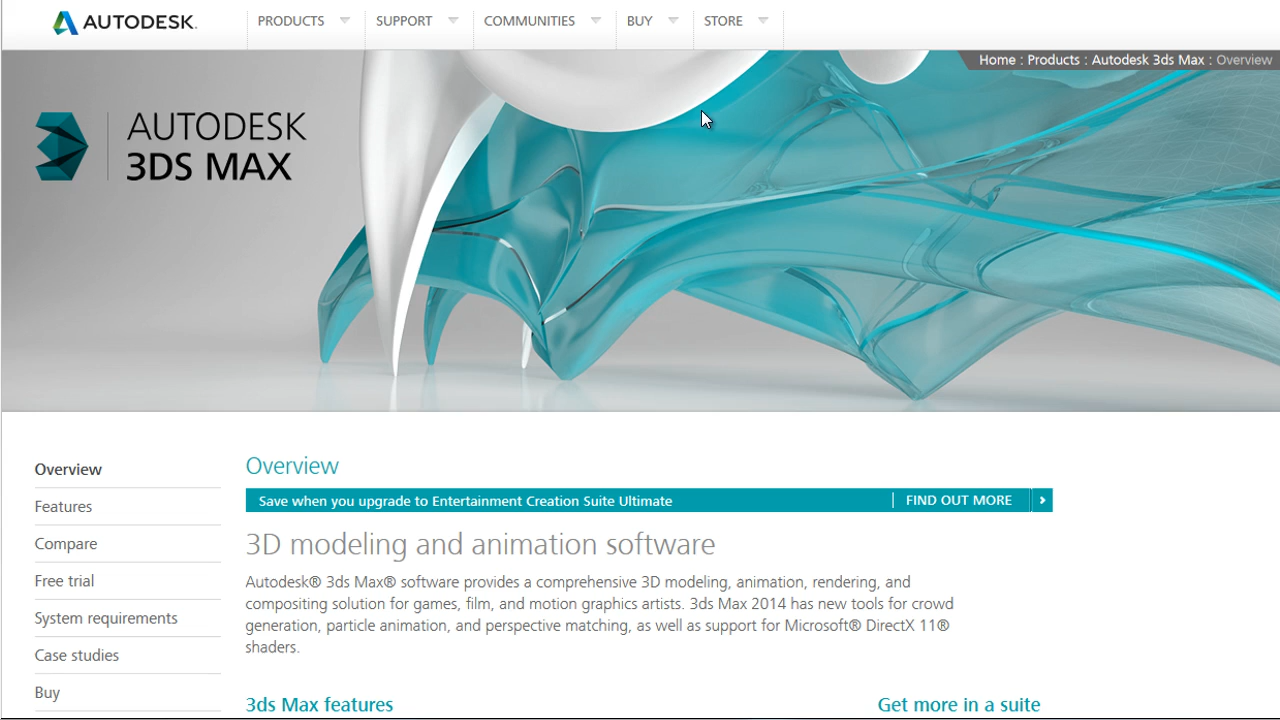 AUTODESK.
PRODUCTS SUPPORT COMMUNITIES BUY STORE
Home : Products : Autodesk 3ds Max : Overview
AUTODESK
3DS MAX
Overview
Features
Compare
Free trial
System requirements
Case studies
Buy
Overview
Save when you upgrade to Entertainment Creation Suite Ultimate
FIND OUT MORE
3D modeling and animation software
Autodesk® 3ds Max® software provides a comprehensive 3D modeling, animation, rendering, and
compositing solution for games, film, and motion graphics artists. 3ds Max 2014 has new tools for crowd
generation, particle animation, and perspective matching, as well as support for Microsoft® DirectX 11®
shaders.
3ds Max features
Get more in a suite